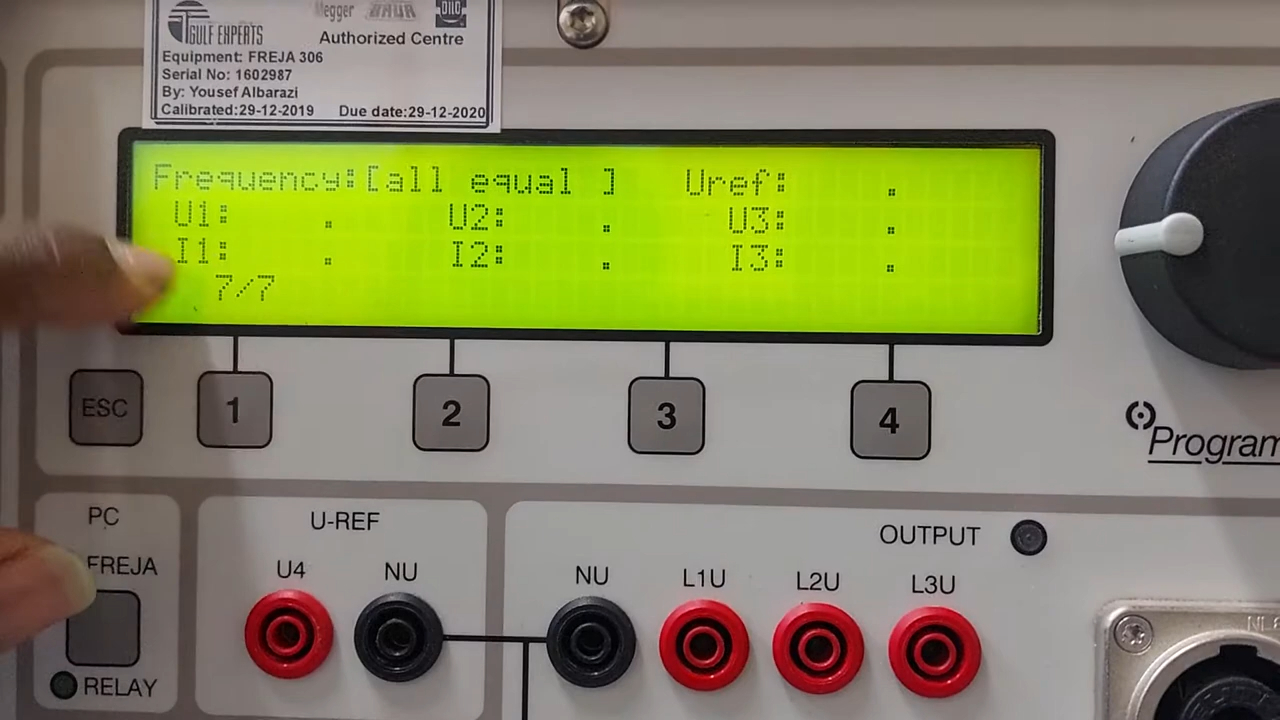 Megger BAUR
GULF EXPERTS Authorized Centre
Equipment: FREJA 306
Serial No: 1602987
By: Yousef Albarazi
Calibrated:29-12-2019 Due date:29-12-2020
Frequency:[all equal ] Uref: .
U1: . U2: . U3: .
I1: . I2: . I3: .
7/7
ESC 1 2 3 4
Program
PC
FREJA
RELAY
U-REF
U4 NU
OUTPUT
NU L1U L2U L3U